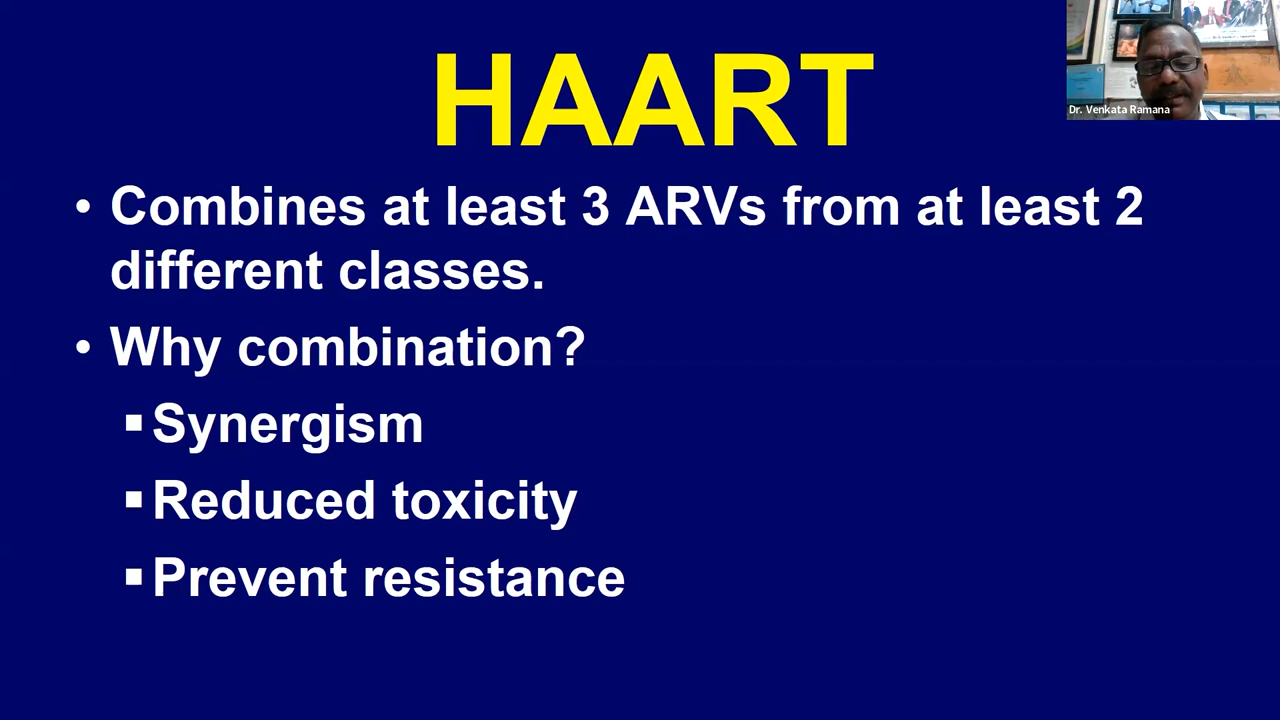 HAART
Dr. Venkata Ramana
• Combines at least 3 ARVs from at least 2
different classes.
• Why combination?
▪ Synergism
▪ Reduced toxicity
▪ Prevent resistance